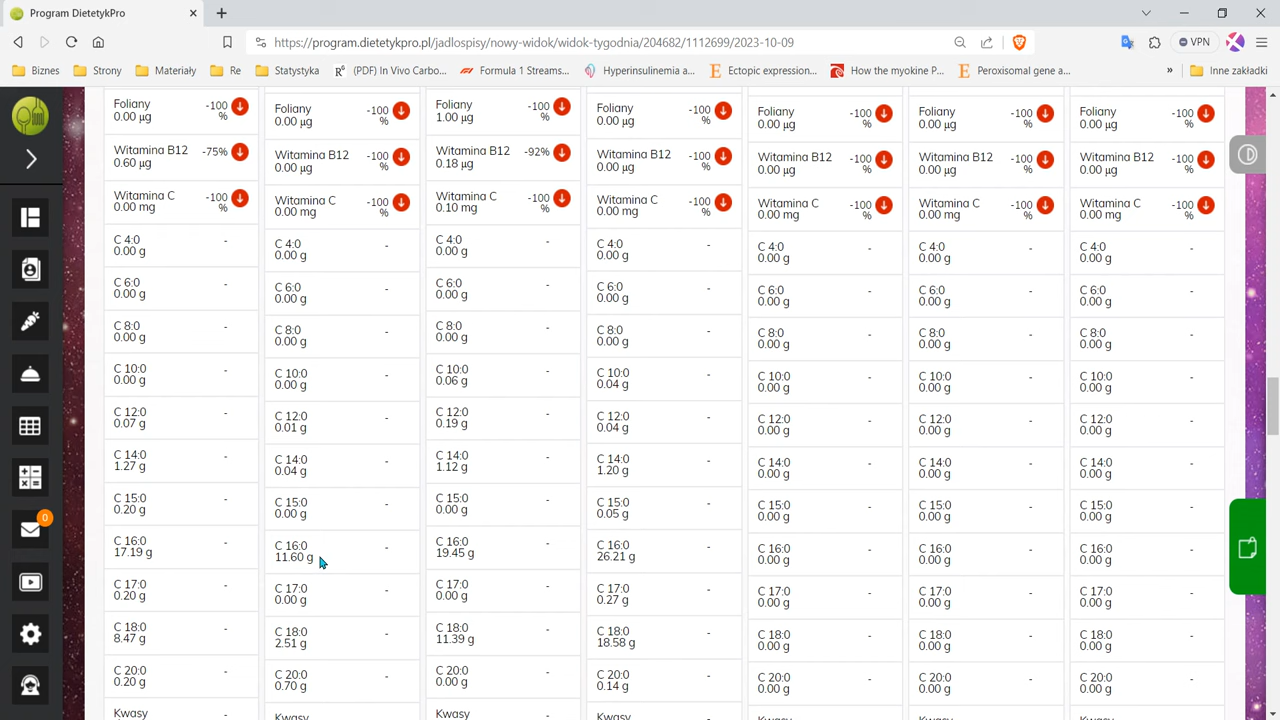 Program DietetykPro
https://program.dietetykpro.pl/jadlospisy/nowy-widok/widok-tygodnia/204682/1112699/2023-10-09
VPN
Biznes
Strony
Materiały
Re
Statystyka
(PDF) In Vivo Carbo...
Formula 1 Streams...
Hyperinsulinemia a...
Ectopic expression...
How the myokine P...
Peroxisomal gene a...
»
Inne zakładki
0
Foliany -100
0.00 µg %
Witamina B12 -75%
0.60 µg
Witamina C -100
0.00 mg %
C 4:0 -
0.00 g
C 6:0 -
0.00 g
C 8:0 -
0.00 g
C 10:0 -
0.00 g
C 12:0 -
0.07 g
C 14:0 -
1.27 g
C 15:0 -
0.20 g
C 16:0 -
17.19 g
C 17:0 -
0.20 g
C 18:0 -
8.47 g
C 20:0 -
0.20 g
Kwasy
Foliany -100
0.00 µg %
Witamina B12 -100
0.00 µg %
Witamina C -100
0.00 mg %
C 4:0 -
0.00 g
C 6:0 -
0.00 g
C 8:0 -
0.00 g
C 10:0 -
0.00 g
C 12:0 -
0.01 g
C 14:0 -
0.04 g
C 15:0 -
0.00 g
C 16:0 -
11.60 g
C 17:0 -
0.00 g
C 18:0 -
2.51 g
C 20:0 -
0.70 g
Kwasy
Foliany -100
1.00 µg %
Witamina B12 -92%
0.18 µg
Witamina C -100
0.10 mg %
C 4:0 -
0.00 g
C 6:0 -
0.00 g
C 8:0 -
0.00 g
C 10:0 -
0.06 g
C 12:0 -
0.19 g
C 14:0 -
1.12 g
C 15:0 -
0.00 g
C 16:0 -
19.45 g
C 17:0 -
0.00 g
C 18:0 -
11.39 g
C 20:0 -
0.00 g
Kwasy
Foliany -100
0.00 µg %
Witamina B12 -100
0.00 µg %
Witamina C -100
0.00 mg %
C 4:0 -
0.00 g
C 6:0 -
0.00 g
C 8:0 -
0.00 g
C 10:0 -
0.04 g
C 12:0 -
0.04 g
C 14:0 -
1.20 g
C 15:0 -
0.05 g
C 16:0 -
26.21 g
C 17:0 -
0.27 g
C 18:0 -
18.58 g
C 20:0 -
0.14 g
Kwasy
Foliany -100
0.00 µg %
Witamina B12 -100
0.00 µg %
Witamina C -100
0.00 mg %
C 4:0 -
0.00 g
C 6:0 -
0.00 g
C 8:0 -
0.00 g
C 10:0 -
0.00 g
C 12:0 -
0.00 g
C 14:0 -
0.00 g
C 15:0 -
0.00 g
C 16:0 -
0.00 g
C 17:0 -
0.00 g
C 18:0 -
0.00 g
C 20:0 -
0.00 g
Kwasy
Foliany -100
0.00 µg %
Witamina B12 -100
0.00 µg %
Witamina C -100
0.00 mg %
C 4:0 -
0.00 g
C 6:0 -
0.00 g
C 8:0 -
0.00 g
C 10:0 -
0.00 g
C 12:0 -
0.00 g
C 14:0 -
0.00 g
C 15:0 -
0.00 g
C 16:0 -
0.00 g
C 17:0 -
0.00 g
C 18:0 -
0.00 g
C 20:0 -
0.00 g
Kwasy
Foliany -100
0.00 µg %
Witamina B12 -100
0.00 µg %
Witamina C -100
0.00 mg %
C 4:0 -
0.00 g
C 6:0 -
0.00 g
C 8:0 -
0.00 g
C 10:0 -
0.00 g
C 12:0 -
0.00 g
C 14:0 -
0.00 g
C 15:0 -
0.00 g
C 16:0 -
0.00 g
C 17:0 -
0.00 g
C 18:0 -
0.00 g
C 20:0 -
0.00 g
Kwasy